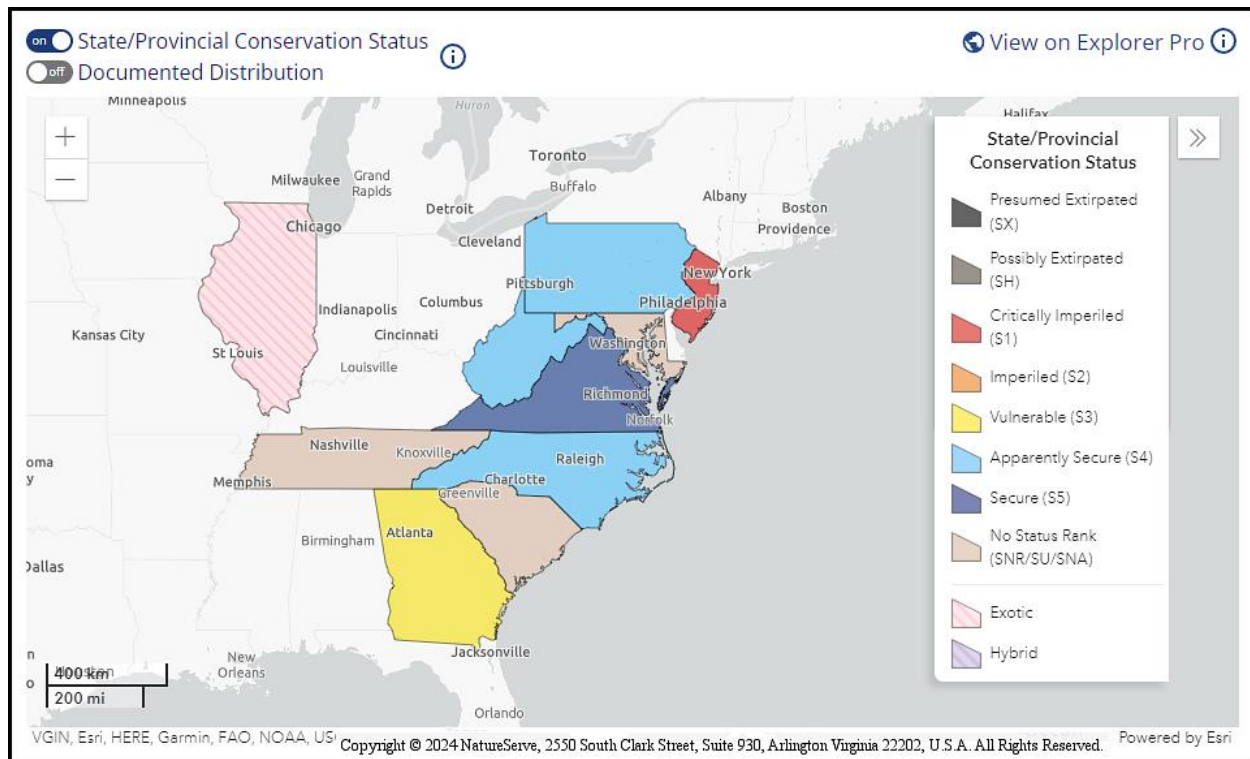 on State/Provincial Conservation Status
off Documented Distribution
View on Explorer Pro
Minneapolis
Huron
Halifax
Toronto
Milwaukee
Grand
Rapids
Buffalo
Albany
Detroit
Boston
Chicago
Providence
Cleveland
New York
Pittsburgh
Columbus
Philadelphia
Indianapolis
Kansas City
Cincinnati
Washington
St Louis
Louisville
Richmond
Norfolk
Nashville
Knoxville
Raleigh
oma
y
Memphis
Charlotte
Greenville
Atlanta
Birmingham
Dallas
Jacksonville
New
Orleans
n
o
Houston
400 km
200 mi
Orlando
State/Provincial
Conservation Status
Presumed Extirpated
(SX)
Possibly Extirpated
(SH)
Critically Imperiled
(S1)
Imperiled (S2)
Vulnerable (S3)
Apparently Secure (S4)
Secure (S5)
No Status Rank
(SNR/SU/SNA)
Exotic
Hybrid
VGIN, Esri, HERE, Garmin, FAO, NOAA, US
Copyright © 2024 NatureServe, 2550 South Clark Street, Suite 930, Arlington Virginia 22202, U.S.A. All Rights Reserved.
Powered by Esri